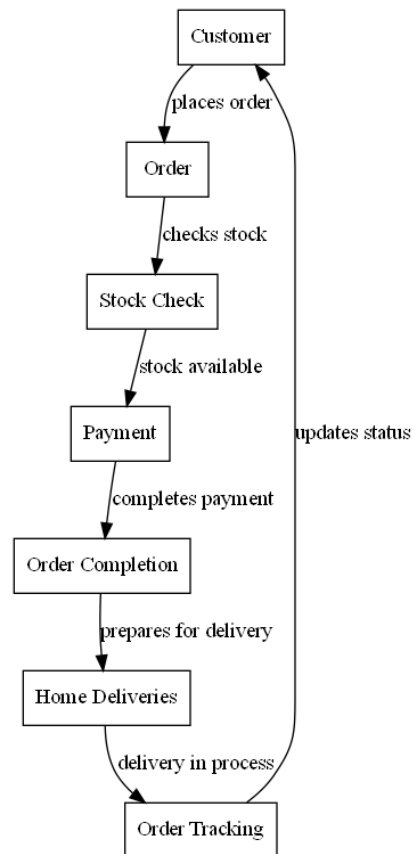 Customer
places order
Order
checks stock
Stock Check
stock available
Payment
updates status
completes payment
Order Completion
prepares for delivery
Home Deliveries
delivery in process
Order Tracking